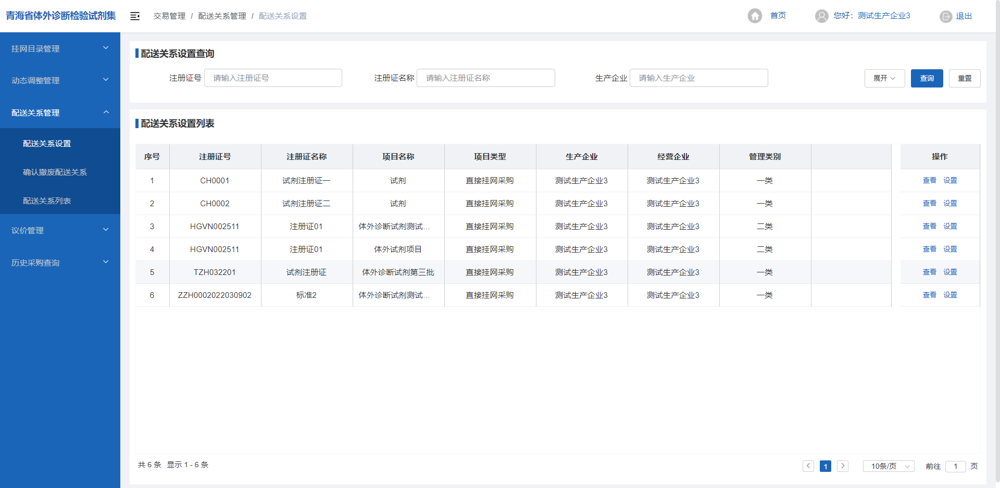 青海省体外诊断检验试剂集
交易管理 / 配送关系管理 / 配送关系设置
首页
您好：测试生产企业3
退出
挂网目录管理
动态调整管理
配送关系管理
配送关系设置
确认撤废配送关系
配送关系列表
议价管理
历史采购查询
配送关系设置查询
注册证号 请输入注册证号 注册证名称 请输入注册证名称 生产企业 请输入生产企业 展开 查询 重置
配送关系设置列表
序号 注册证号 注册证名称 项目名称 项目类型 生产企业 经营企业 管理类别 操作
1 CH0001 试剂注册证一 试剂 直接挂网采购 测试生产企业3 测试生产企业3 一类 查看 设置
2 CH0002 试剂注册证二 试剂 直接挂网采购 测试生产企业3 测试生产企业3 一类 查看 设置
3 HGVN002511 注册证01 体外诊断试剂测试... 直接挂网采购 测试生产企业3 测试生产企业3 二类 查看 设置
4 HGVN002511 注册证01 体外试剂项目 直接挂网采购 测试生产企业3 测试生产企业3 二类 查看 设置
5 TZH032201 试剂注册证 体外诊断试剂第三批 直接挂网采购 测试生产企业3 测试生产企业3 一类 查看 设置
6 ZZH0002022030902 标准2 体外诊断试剂测试... 直接挂网采购 测试生产企业3 测试生产企业3 一类 查看 设置
共 6 条 显示 1 - 6 条
1 10条/页 前往 1 页